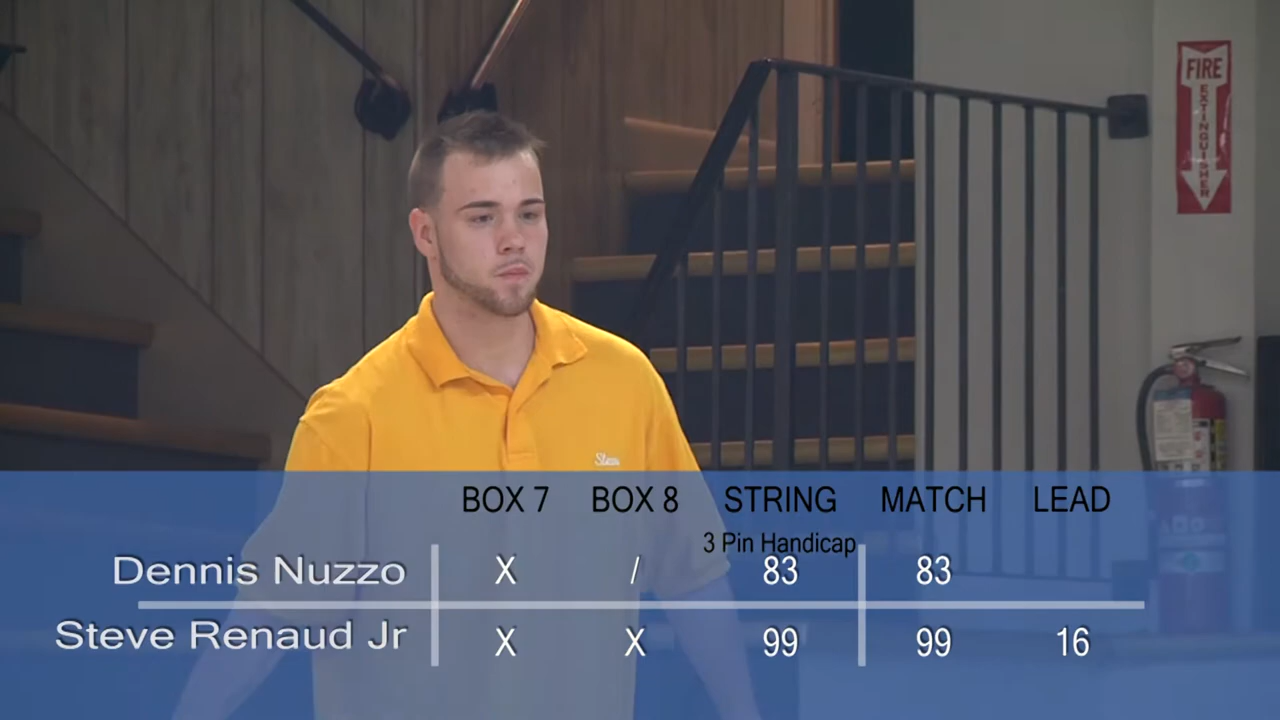 FIRE
EXTINGUISHER
BOX 7 BOX 8 STRING MATCH LEAD
3 Pin Handicap
Dennis Nuzzo X / 83 83
Steve Renaud Jr X X 99 99 16